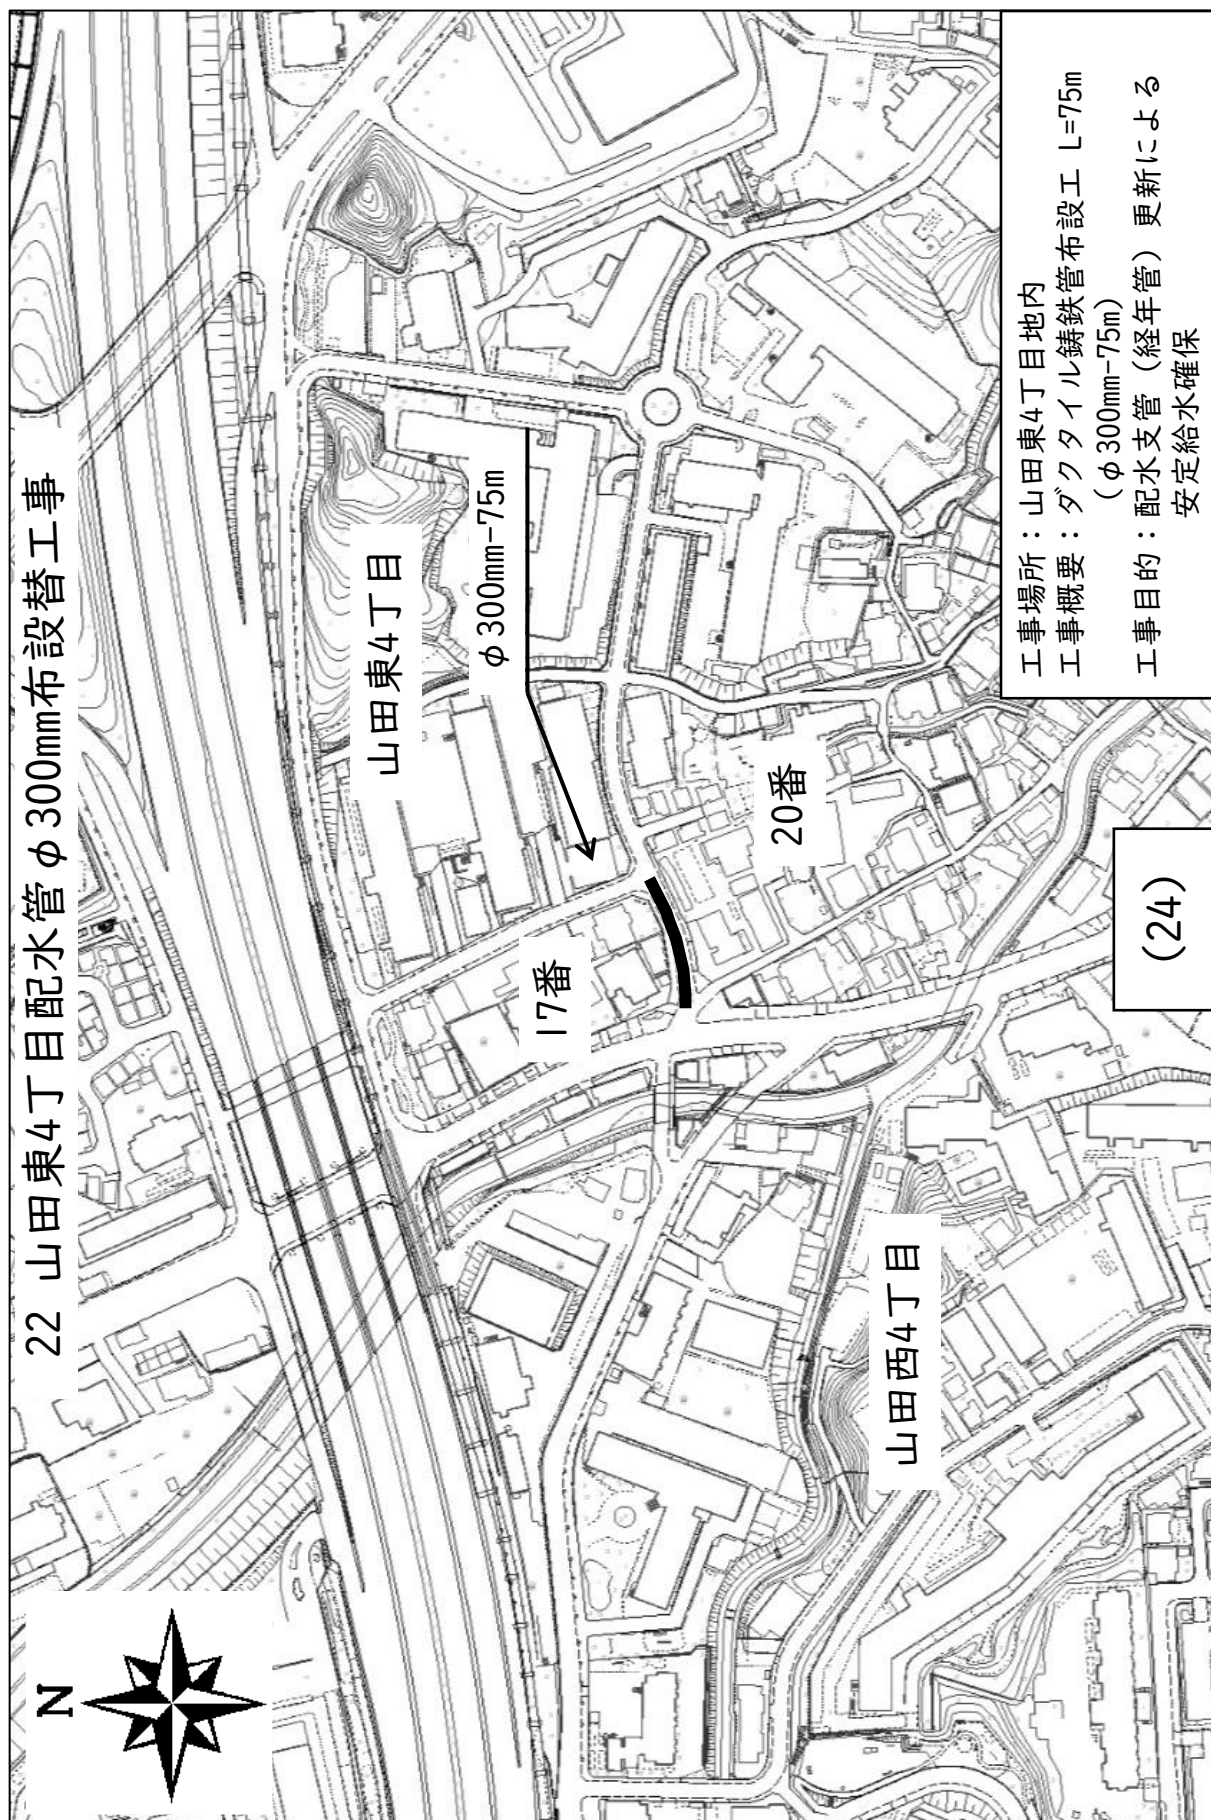 22 山田東4丁目配水管φ300mm布設替工事
N
山田東4丁目
φ300mm-75m
17番
20番
山田西4丁目
工事場所：山田東4丁目地内
工事概要：ダクタイル鋳鉄管布設工 L=75m
(φ300mm-75m)
工事目的：配水支管（経年管）更新による
安定給水確保
(24)